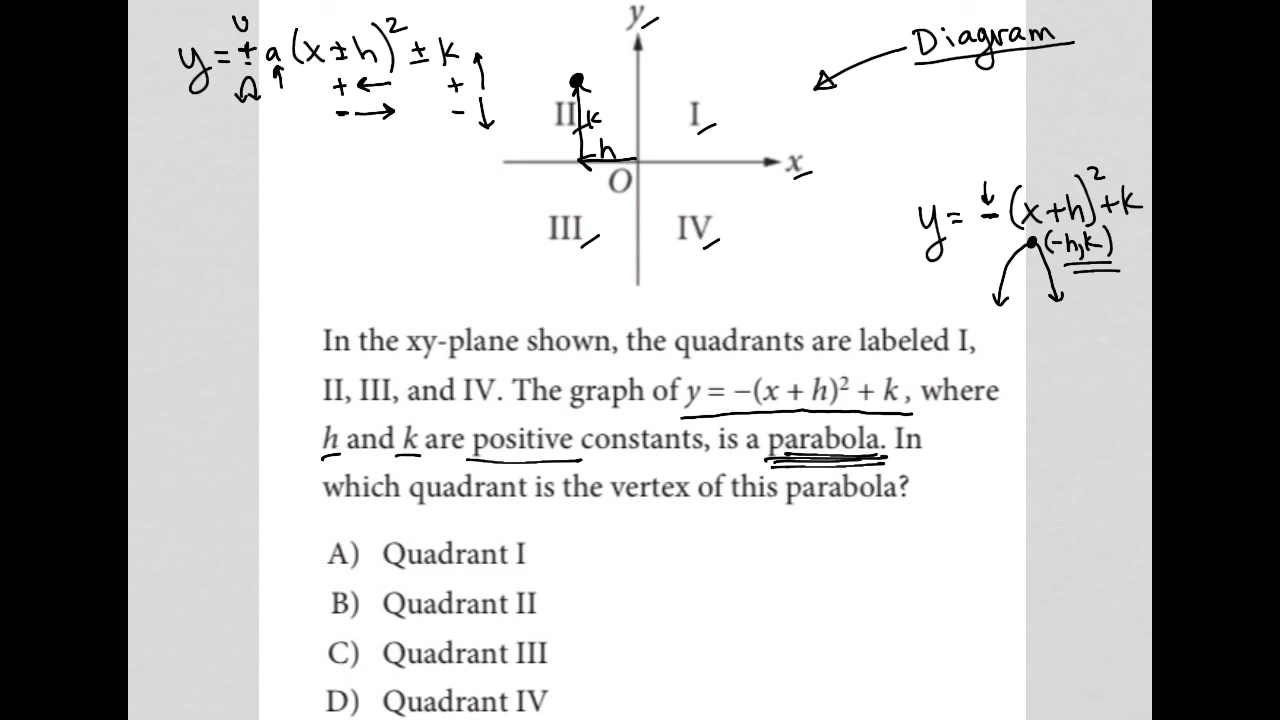 y = ± a (x ± h)² ± k
+ ← +
- → -
Diagram
y
II
k
I
h
x
O
III
IV
y = - (x + h)² + k
(-h, k)
In the xy-plane shown, the quadrants are labeled I,
II, III, and IV. The graph of y = −(x + h)² + k, where
h and k are positive constants, is a parabola. In
which quadrant is the vertex of this parabola?
A) Quadrant I
B) Quadrant II
C) Quadrant III
D) Quadrant IV